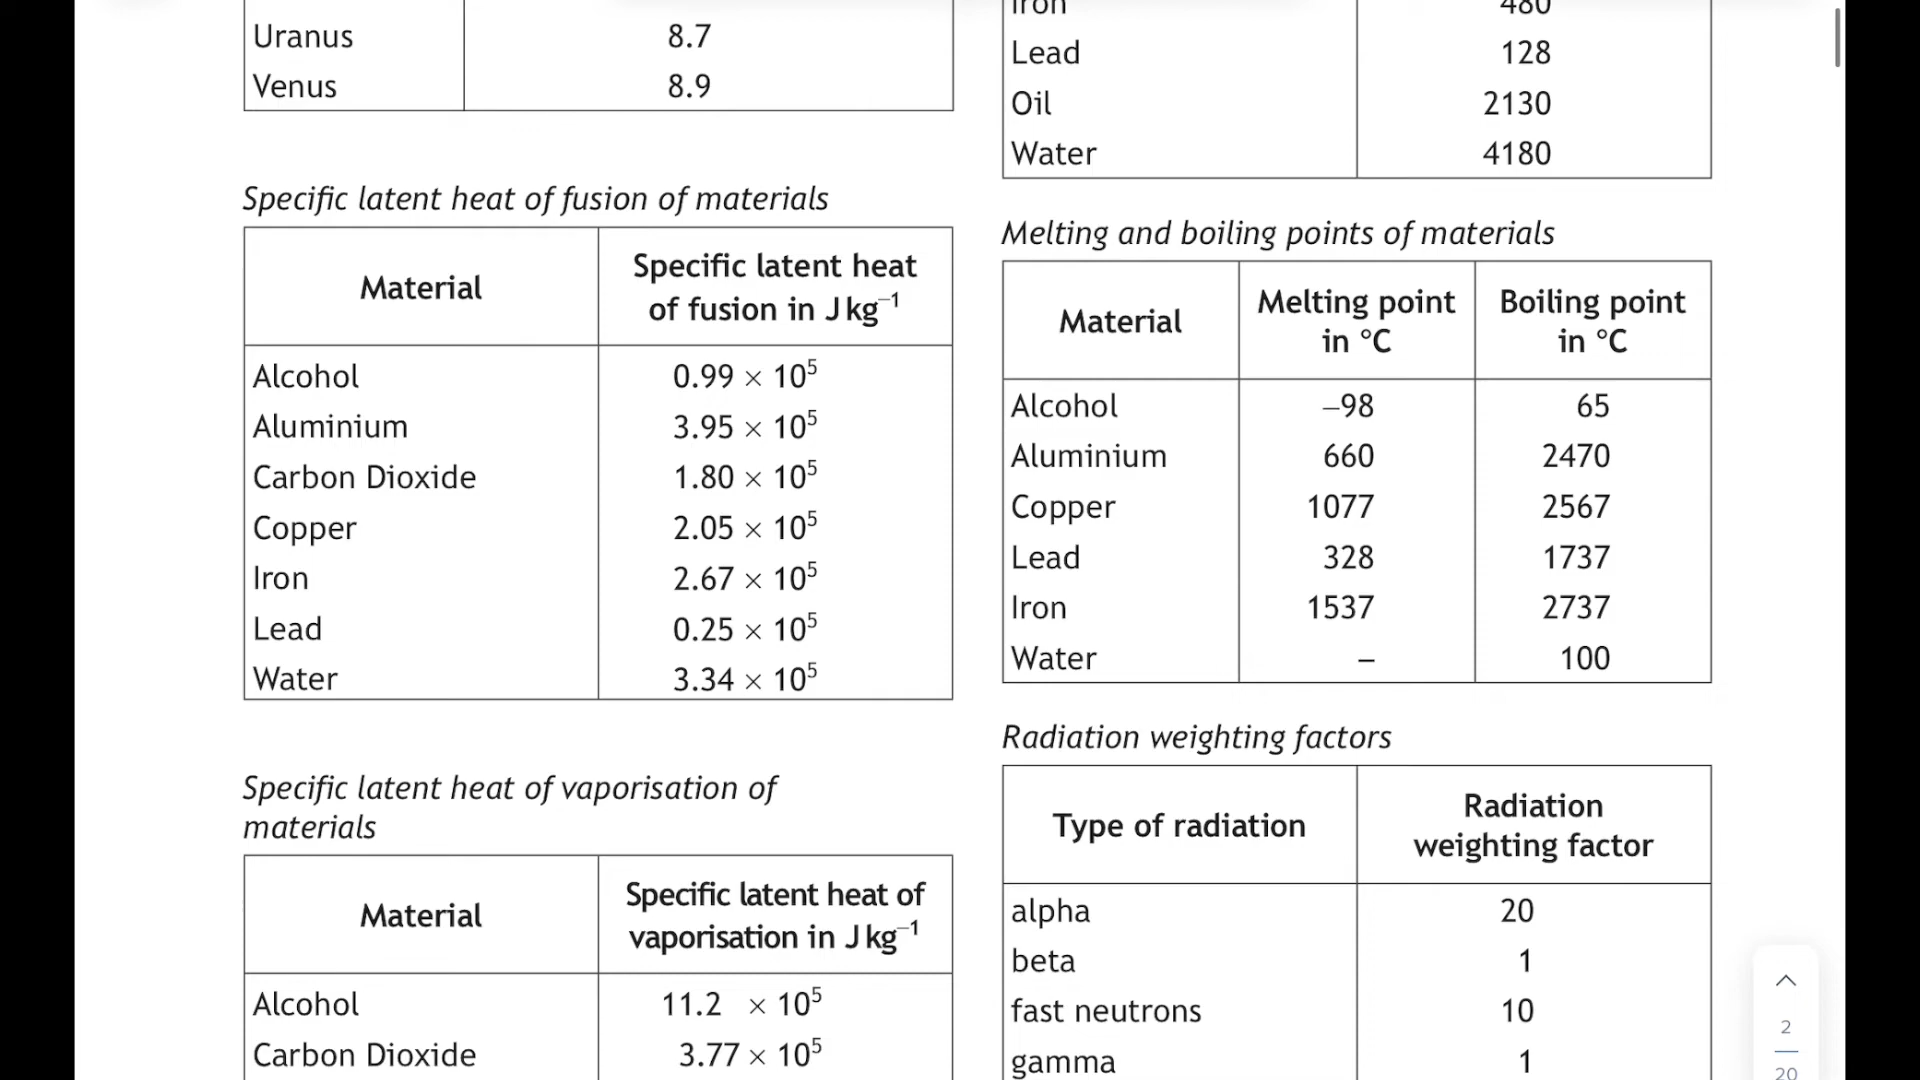 Uranus 8.7
Venus 8.9
Specific latent heat of fusion of materials
Material Specific latent heat of fusion in J kg⁻¹
Alcohol 0.99 × 10⁵
Aluminium 3.95 × 10⁵
Carbon Dioxide 1.80 × 10⁵
Copper 2.05 × 10⁵
Iron 2.67 × 10⁵
Lead 0.25 × 10⁵
Water 3.34 × 10⁵
Specific latent heat of vaporisation of
materials
Material Specific latent heat of vaporisation in J kg⁻¹
Alcohol 11.2 × 10⁵
Carbon Dioxide 3.77 × 10⁵
Iron 480
Lead 128
Oil 2130
Water 4180
Melting and boiling points of materials
Material Melting point in °C Boiling point in °C
Alcohol –98 65
Aluminium 660 2470
Copper 1077 2567
Lead 328 1737
Iron 1537 2737
Water – 100
Radiation weighting factors
Type of radiation Radiation weighting factor
alpha 20
beta 1
fast neutrons 10
gamma 1
2
20